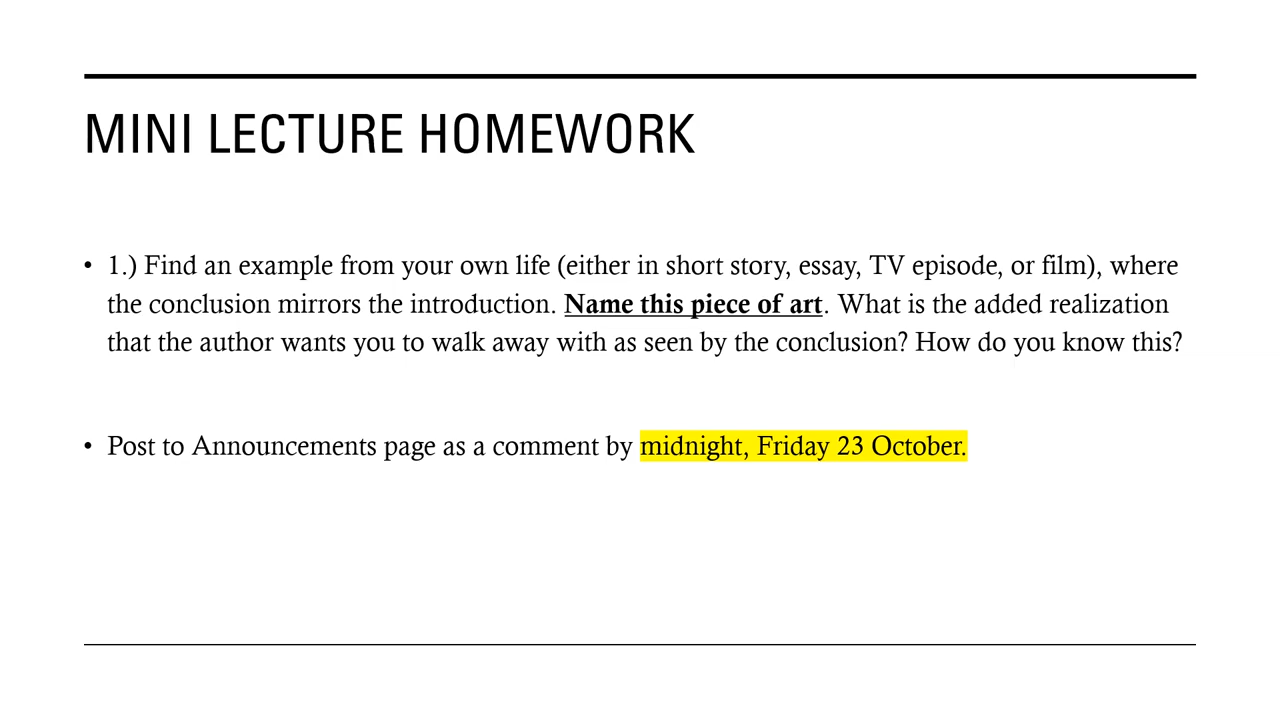 MINI LECTURE HOMEWORK
• 1.) Find an example from your own life (either in short story, essay, TV episode, or film), where
the conclusion mirrors the introduction. Name this piece of art. What is the added realization
that the author wants you to walk away with as seen by the conclusion? How do you know this?
• Post to Announcements page as a comment by midnight, Friday 23 October.